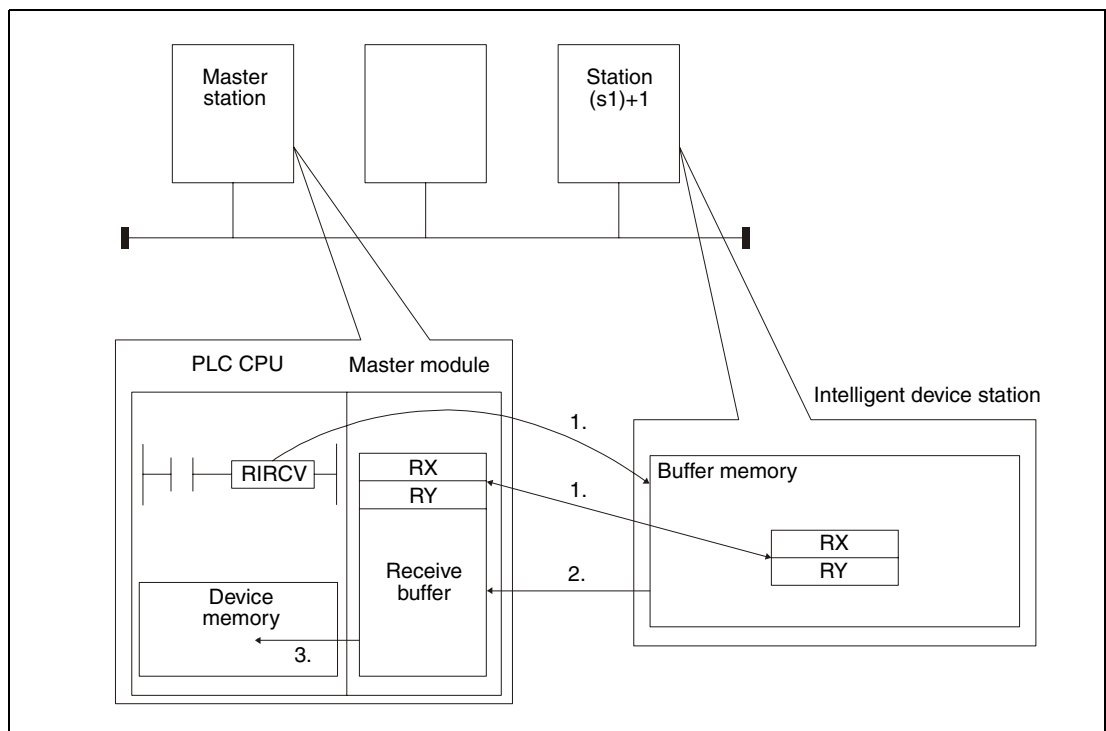 Master
station
Station
(s1)+1
PLC CPU
Master module
Intelligent device station
1.
RIRCV
RX
RY
1.
Buffer memory
RX
RY
Receive
buffer
2.
Device
memory
3.